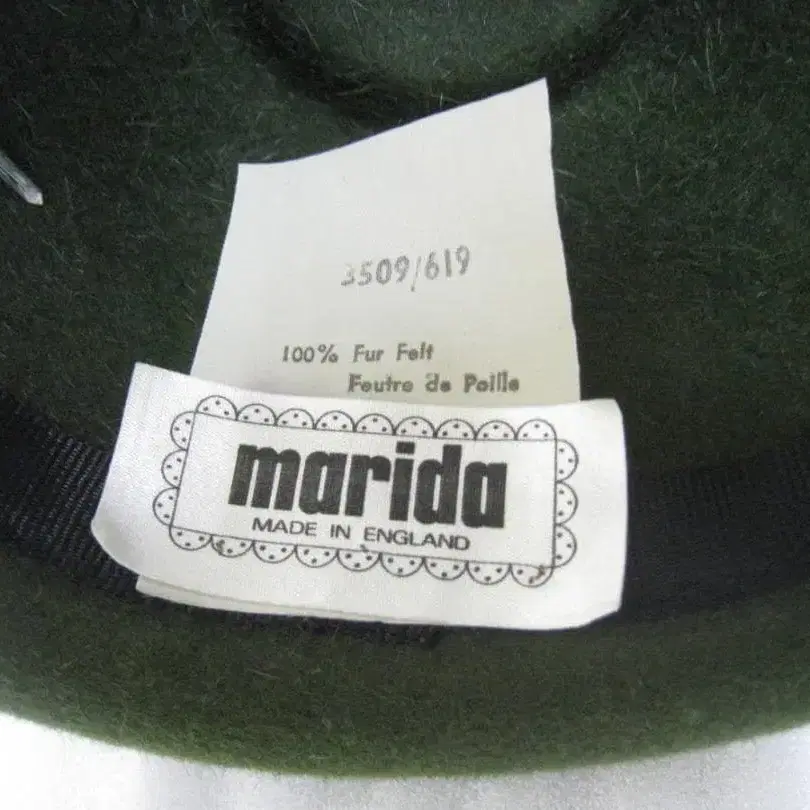 3509/619
100% Fur Felt
Feutre de Poille
marida
MADE IN ENGLAND